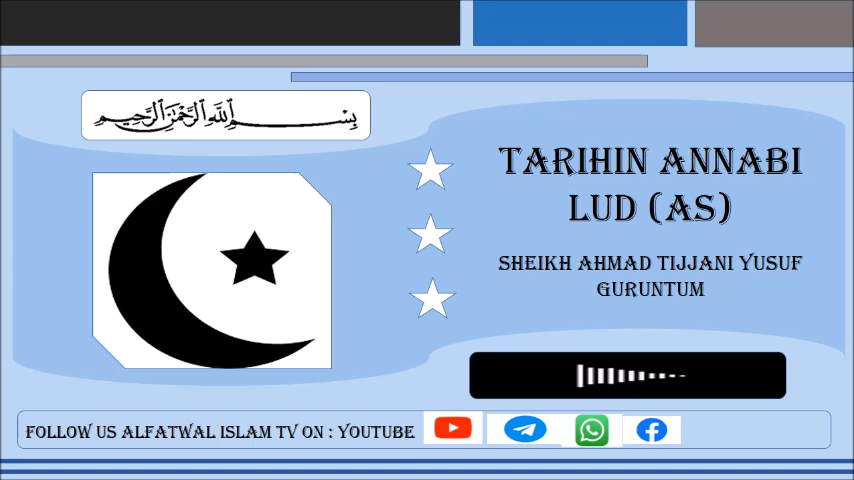 بسم الله الرحمن الرحيم
TARIHIN ANNABI
LUD (AS)
SHEIKH AHMAD TIJJANI YUSUF
GURUNTUM
FOLLOW US ALFATWAL ISLAM TV ON : YOUTUBE